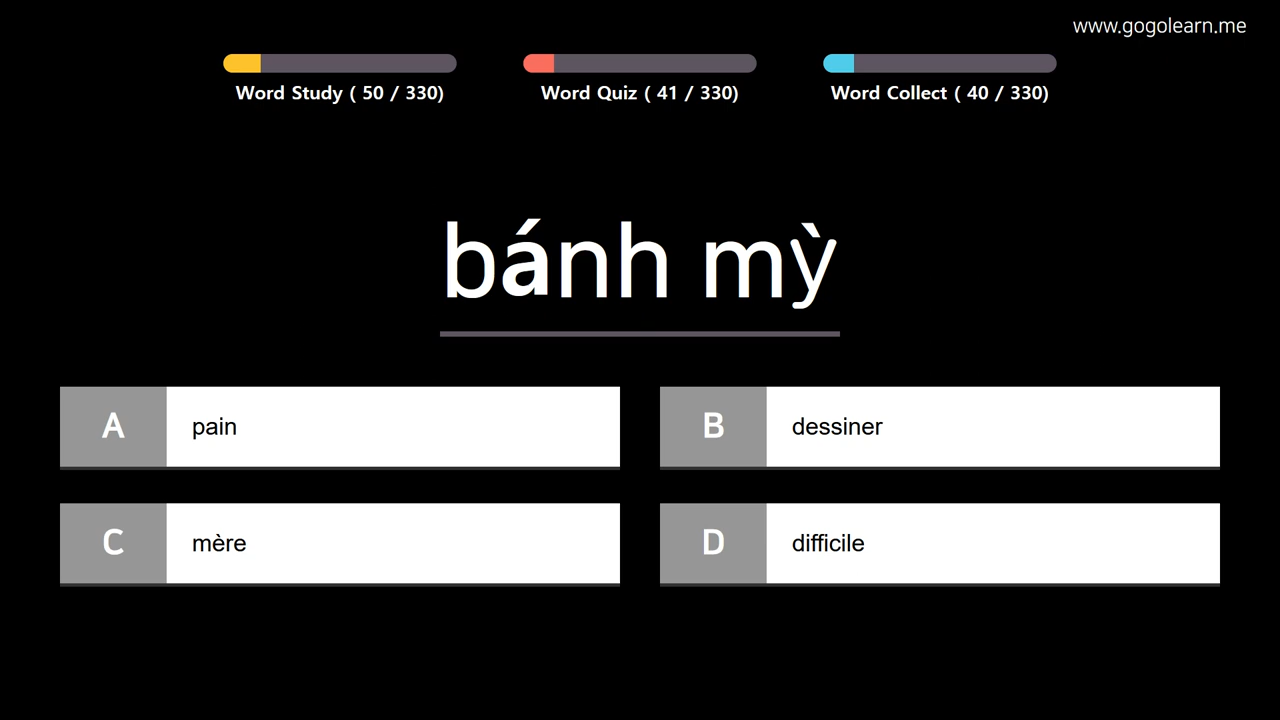 www.gogolearn.me
Word Study ( 50 / 330)
Word Quiz ( 41 / 330)
Word Collect ( 40 / 330)
bánh mỳ
A pain
B dessiner
C mère
D difficile